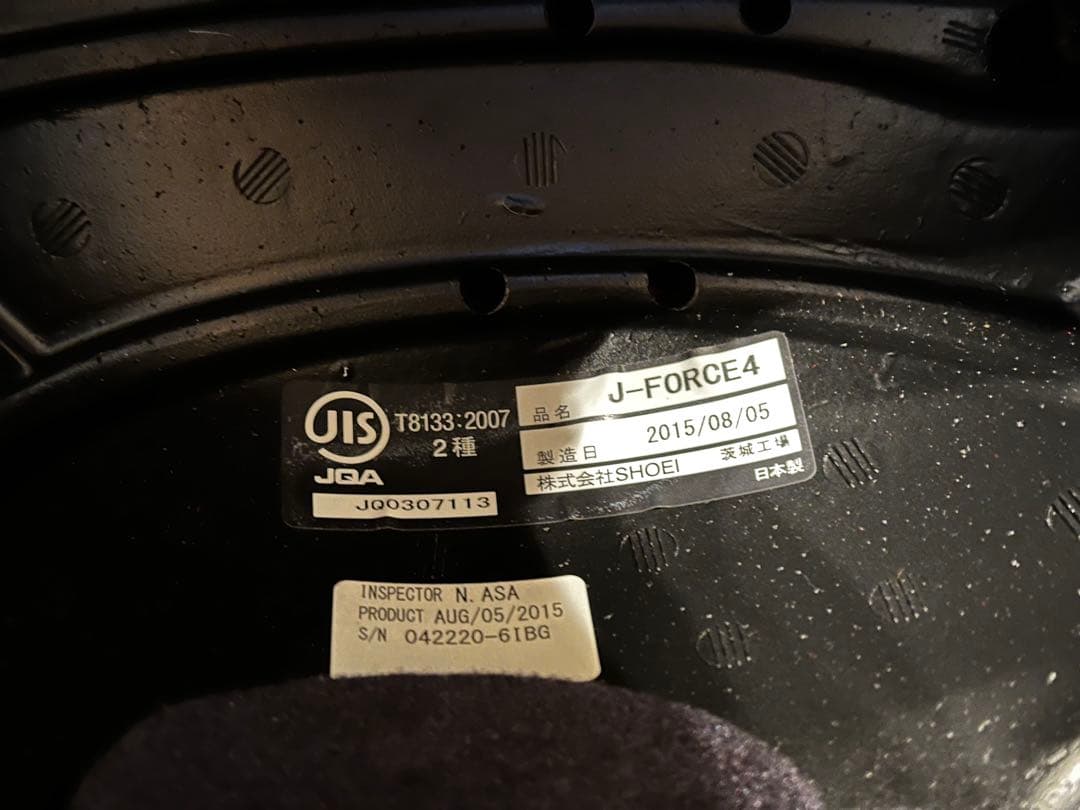 JIS
JQA
T8133:2007
2種
JQ0307113
品名 J-FORCE4
製造日 2015/08/05
株式会社SHOEI 茨城工場
日本製
INSPECTOR N. ASA
PRODUCT AUG/05/2015
S/N 042220-6IBG